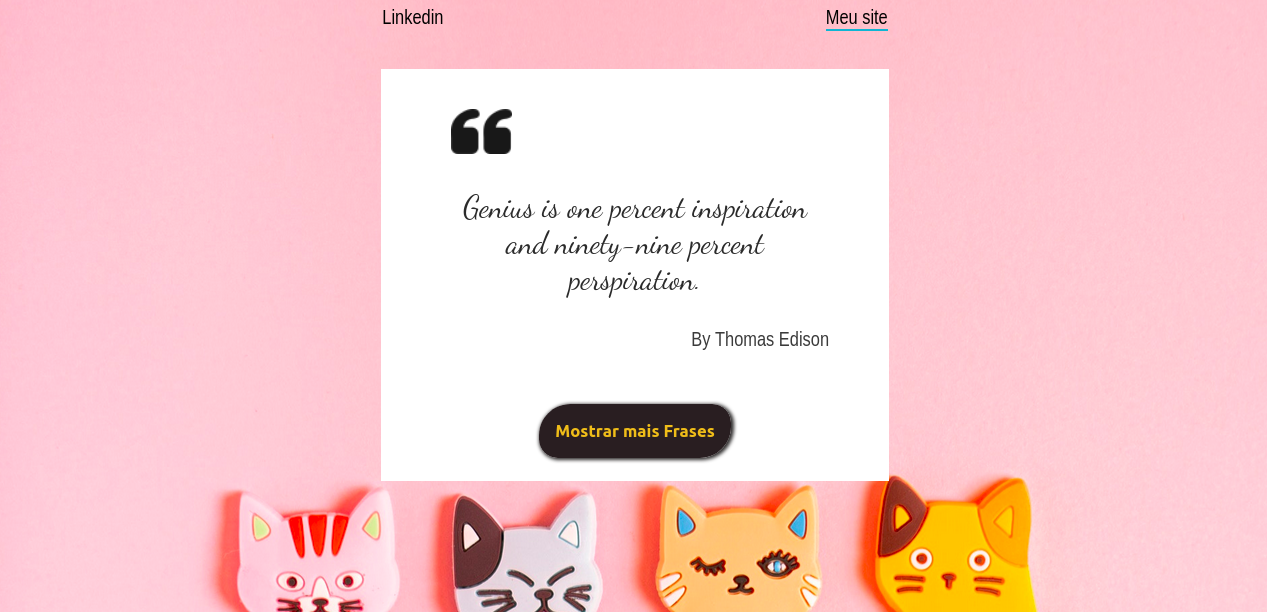 Linkedin
Meu site
Genius is one percent inspiration
and ninety-nine percent
perspiration.
By Thomas Edison
Mostrar mais Frases